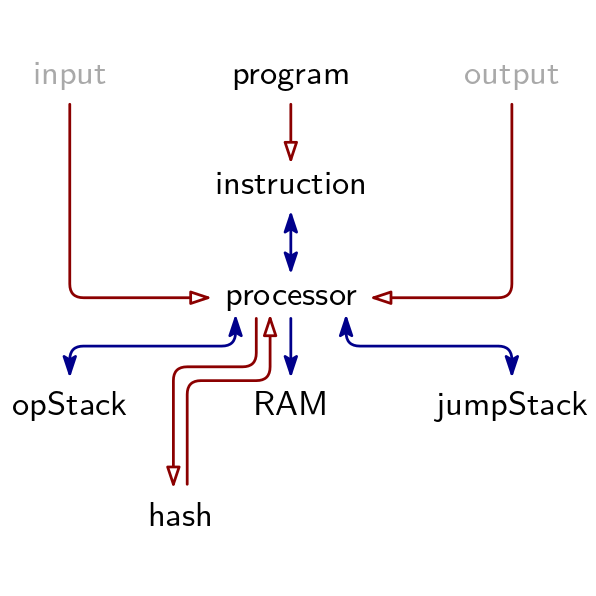 input
program
output
instruction
processor
opStack
RAM
jumpStack
hash